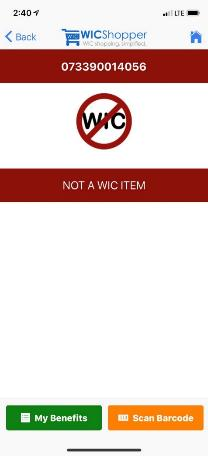 2:40
LTE
Back
WICShopper
WIC shopping, simplified.
073390014056
WIC
NOT A WIC ITEM
My Benefits
Scan Barcode